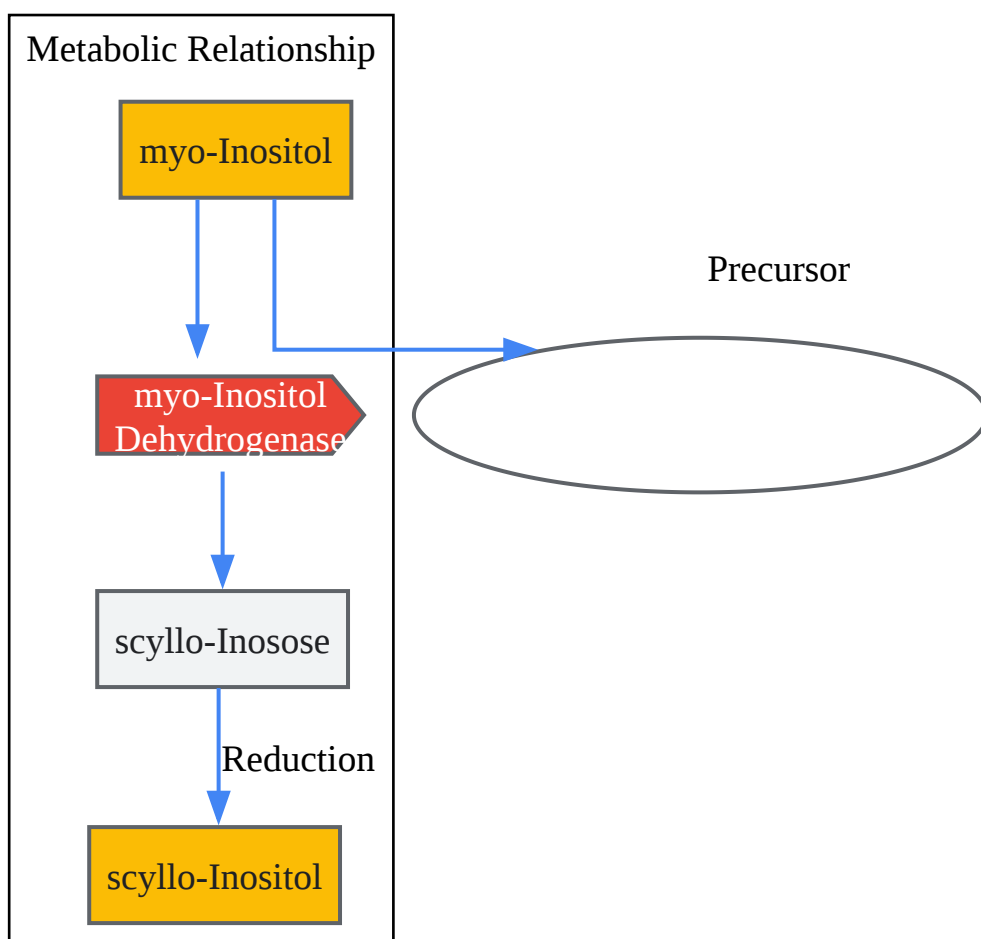 Metabolic Relationship
myo-Inositol
Precursor
myo-Inositol
Dehydrogenase
scyllo-Inosose
Reduction
scyllo-Inositol